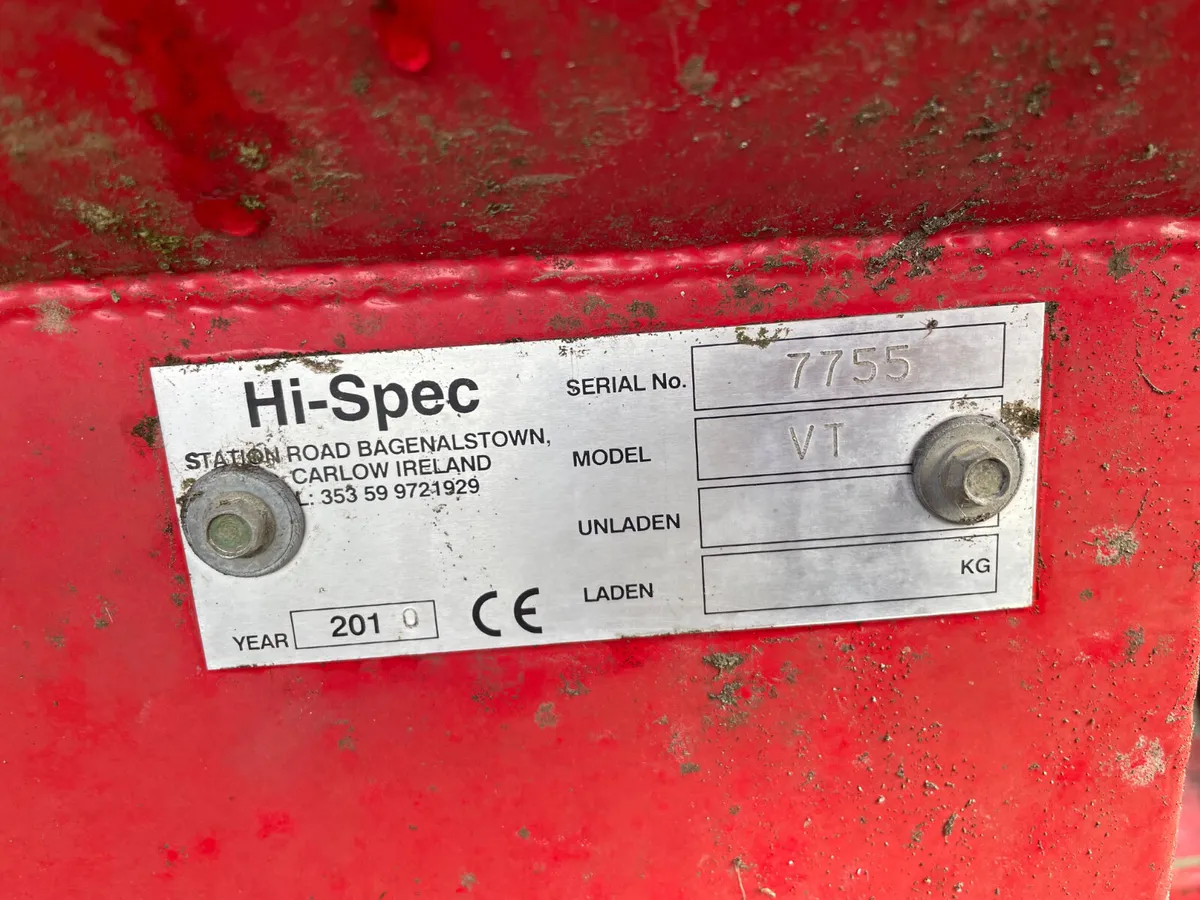 Hi-Spec
STATION ROAD BAGENALSTOWN,
CARLOW IRELAND
L: 353 59 9721929
YEAR 2010
CE
SERIAL No. 7755
MODEL VT
UNLADEN
LADEN KG